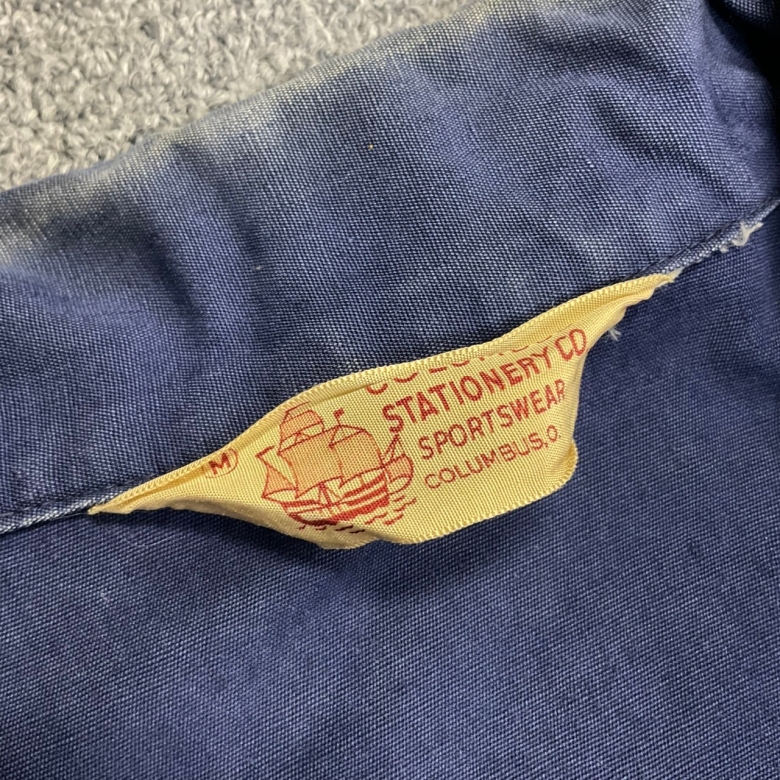 STATIONERY CO
SPORTSWEAR
COLUMBUS, O.
M